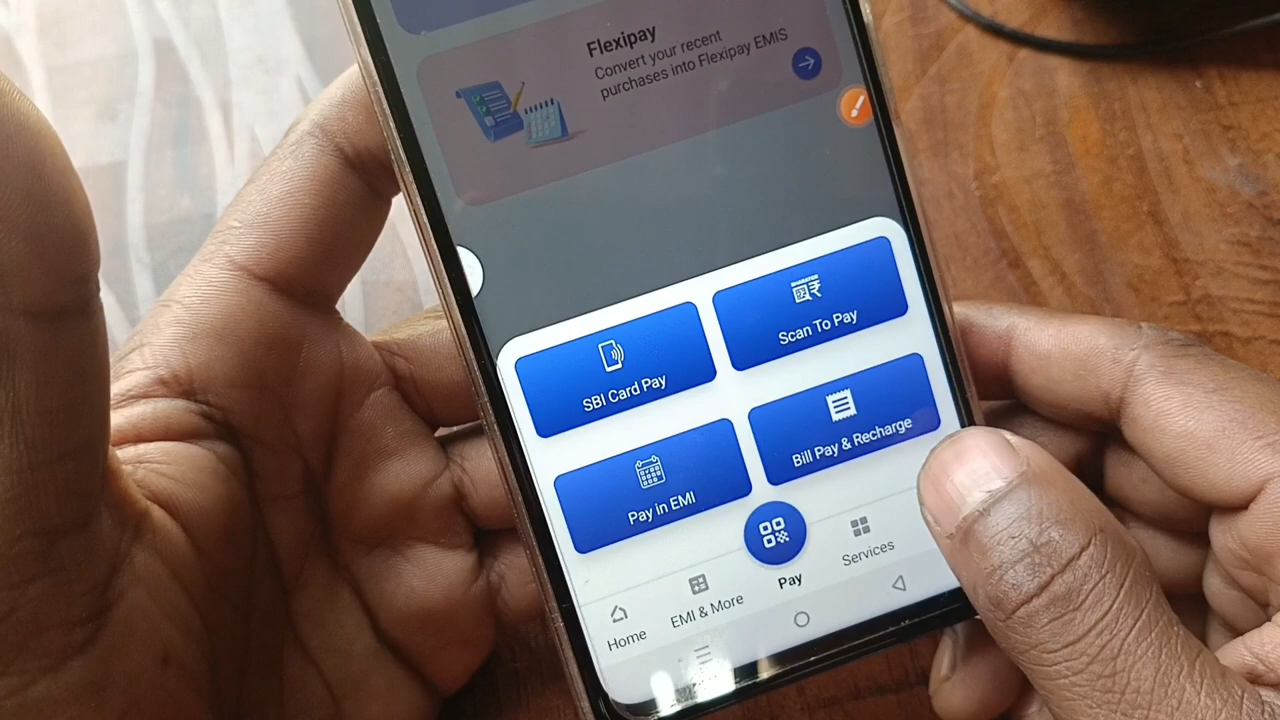 Flexipay
Convert your recent
purchases into Flexipay EMIS
SBI Card Pay
Scan To Pay
Pay in EMI
Bill Pay & Recharge
Home
EMI & More
Pay
Services